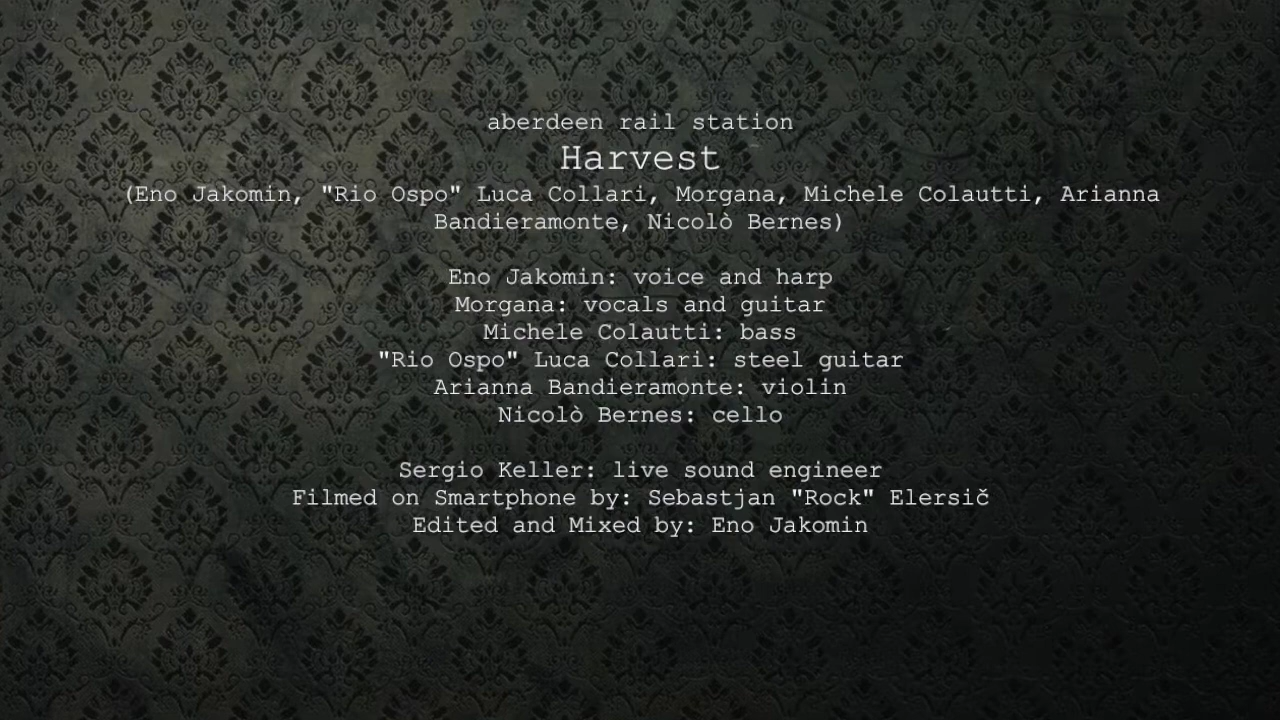 aberdeen rail station
Harvest
(Eno Jakomin, "Rio Ospo" Luca Collari, Morgana, Michele Colautti, Arianna
Bandieramonte, Nicolò Bernes)
Eno Jakomin: voice and harp
Morgana: vocals and guitar
Michele Colautti: bass
"Rio Ospo" Luca Collari: steel guitar
Arianna Bandieramonte: violin
Nicolò Bernes: cello
Sergio Keller: live sound engineer
Filmed on Smartphone by: Sebastjan "Rock" Elersič
Edited and Mixed by: Eno Jakomin